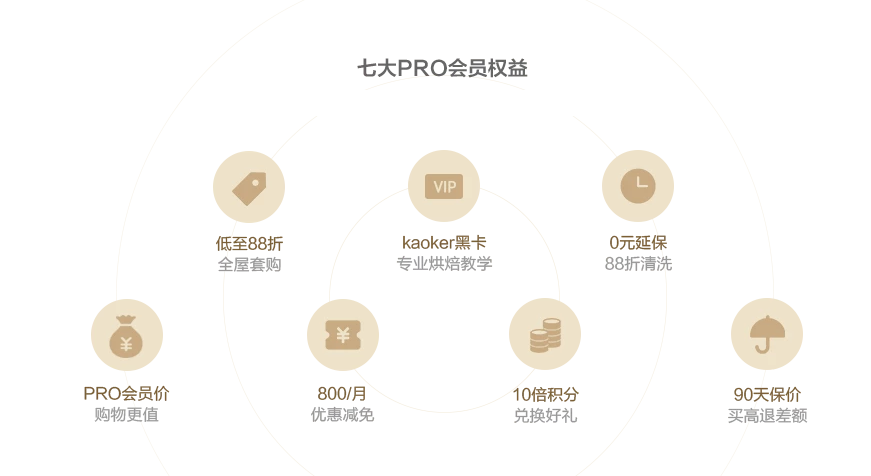 七大PRO会员权益
VIP
低至88折
全屋套购
kaoker黑卡
专业烘焙教学
0元延保
88折清洗
¥
¥
PRO会员价
购物更值
800/月
优惠减免
10倍积分
兑换好礼
90天保价
买高退差额